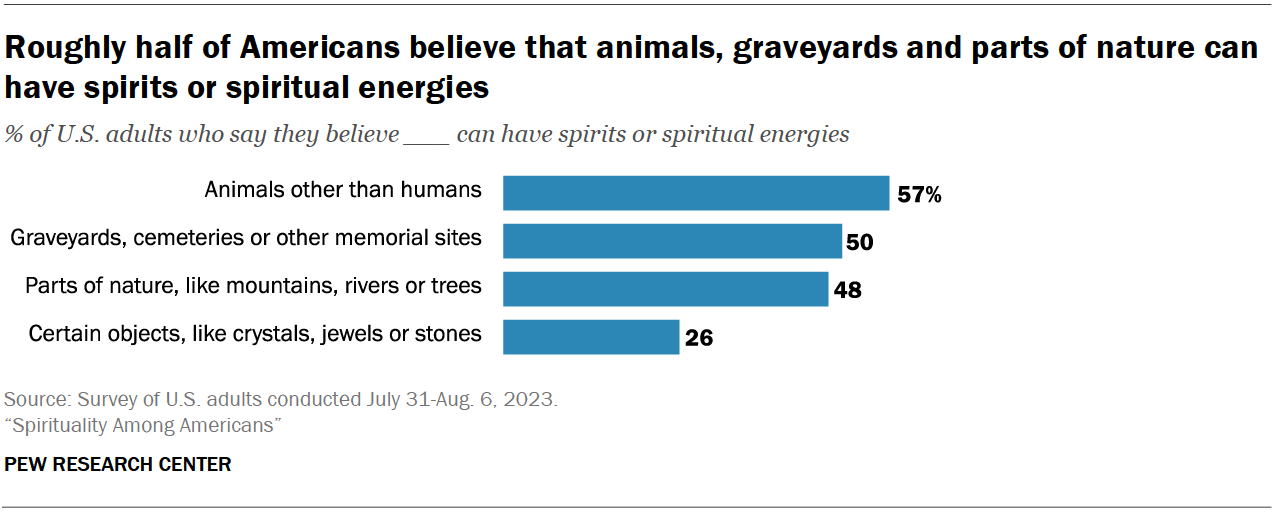 Roughly half of Americans believe that animals, graveyards and parts of nature can
have spirits or spiritual energies
% of U.S. adults who say they believe ___ can have spirits or spiritual energies
Animals other than humans 57%
Graveyards, cemeteries or other memorial sites 50
Parts of nature, like mountains, rivers or trees 48
Certain objects, like crystals, jewels or stones 26
Source: Survey of U.S. adults conducted July 31-Aug. 6, 2023.
“Spirituality Among Americans”
PEW RESEARCH CENTER